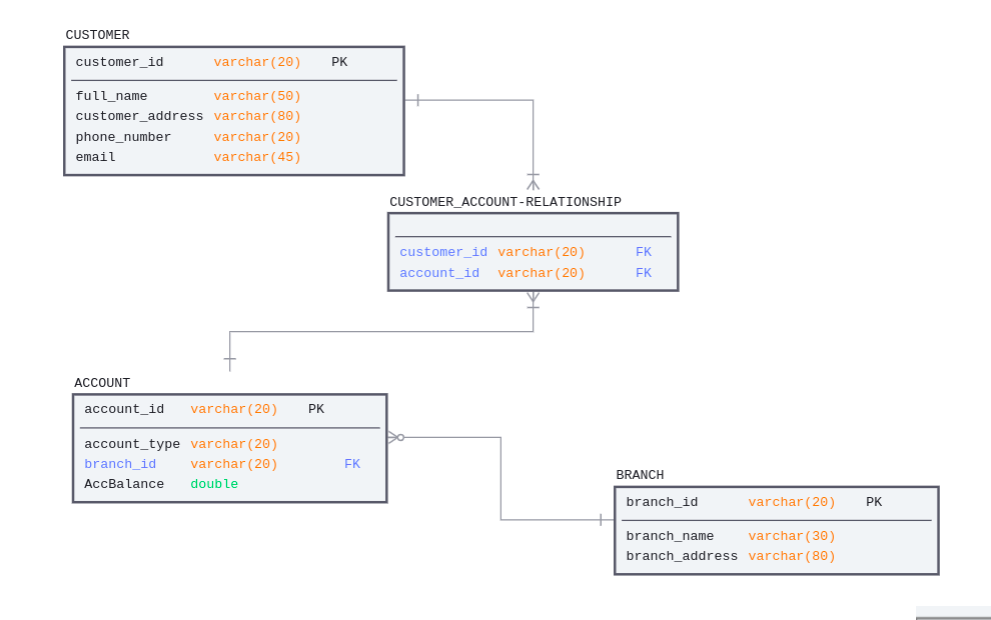 CUSTOMER
customer_id varchar(20) PK
full_name varchar(50)
customer_address varchar(80)
phone_number varchar(20)
email varchar(45)
CUSTOMER_ACCOUNT-RELATIONSHIP
customer_id varchar(20) FK
account_id varchar(20) FK
ACCOUNT
account_id varchar(20) PK
account_type varchar(20)
branch_id varchar(20) FK
AccBalance double
BRANCH
branch_id varchar(20) PK
branch_name varchar(30)
branch_address varchar(80)